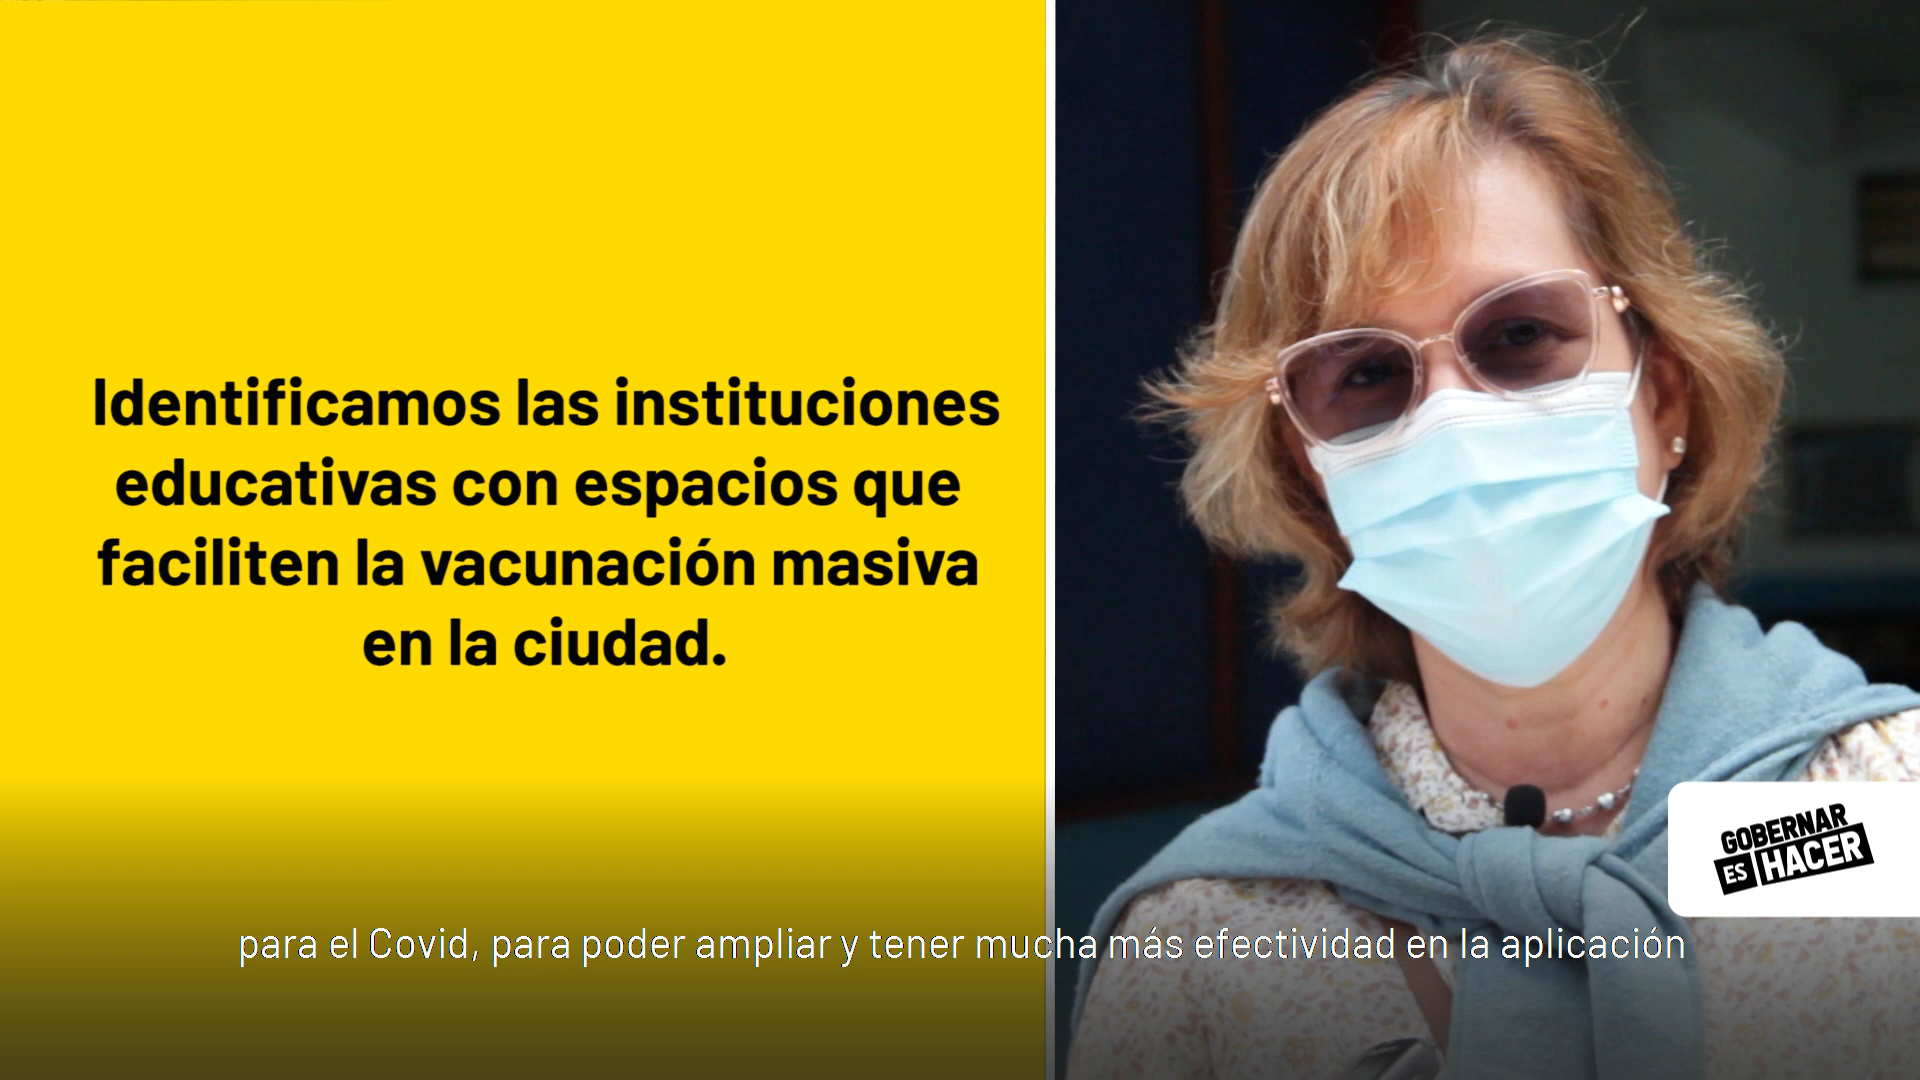 Identificamos las instituciones
educativas con espacios que
faciliten la vacunación masiva
en la ciudad.
GOBERNAR
ES HACER
para el Covid, para poder ampliar y tener mucha más efectividad en la aplicación